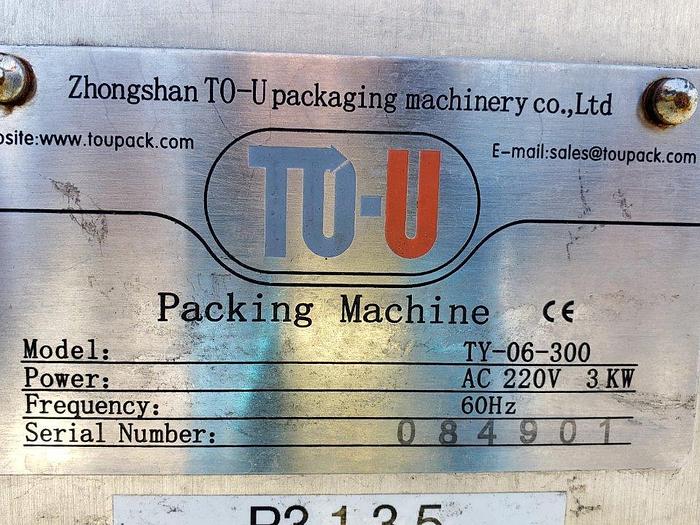 Zhongshan TO-U packaging machinery co.,Ltd
osite:www.toupack.com
E-mail:sales@toupack.com
TO-U
Packing Machine CE
Model: TY-06-300
Power: AC 220V 3 KW
Frequency: 60Hz
Serial Number: 084901